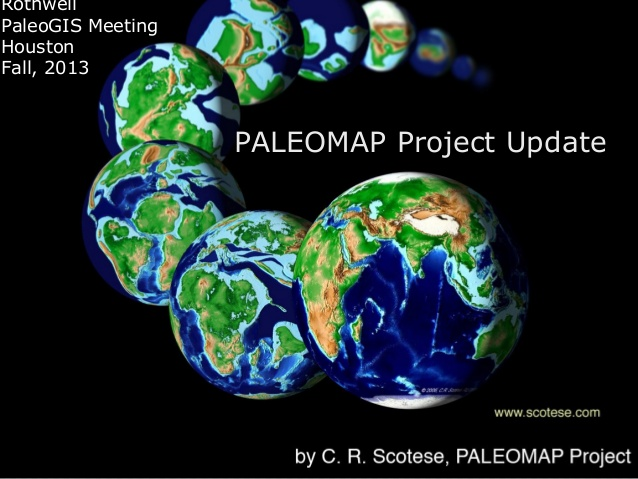 Rothwell
PaleoGIS Meeting
Houston
Fall, 2013
PALEOMAP Project Update
www.scotese.com
by C. R. Scotese, PALEOMAP Project